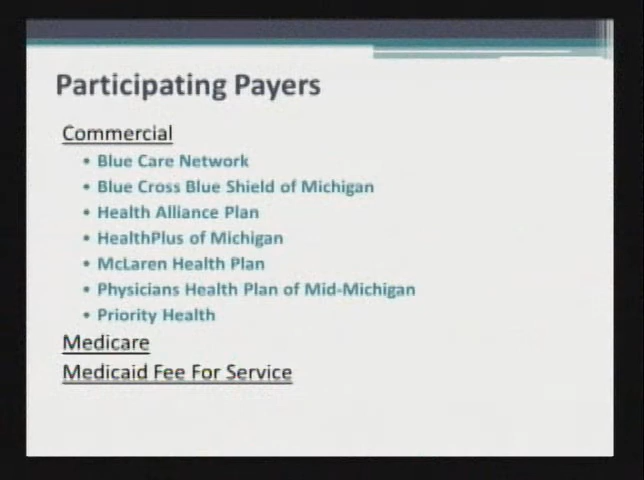 Participating Payers
Commercial
• Blue Care Network
• Blue Cross Blue Shield of Michigan
• Health Alliance Plan
• HealthPlus of Michigan
• McLaren Health Plan
• Physicians Health Plan of Mid-Michigan
• Priority Health
Medicare
Medicaid Fee For Service